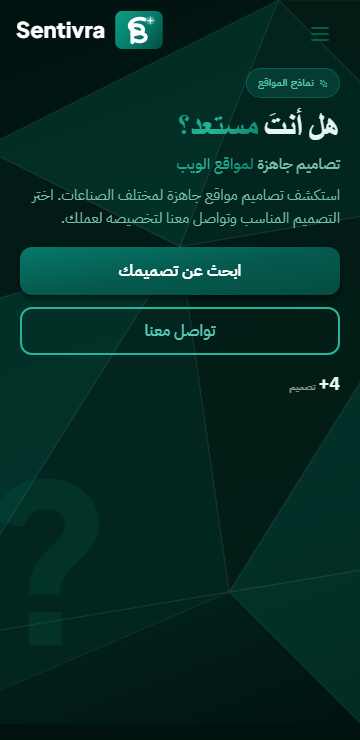 Sentivra
نماذج المواقع
هل أنتَ مستعد؟
تصاميم جاهزة لمواقع الويب
استكشف تصاميم مواقع جاهزة لمختلف الصناعات. اختر
التصميم المناسب وتواصل معنا لتخصيصه لعملك.
ابحث عن تصميمك
تواصل معنا
+4 تصميم
?